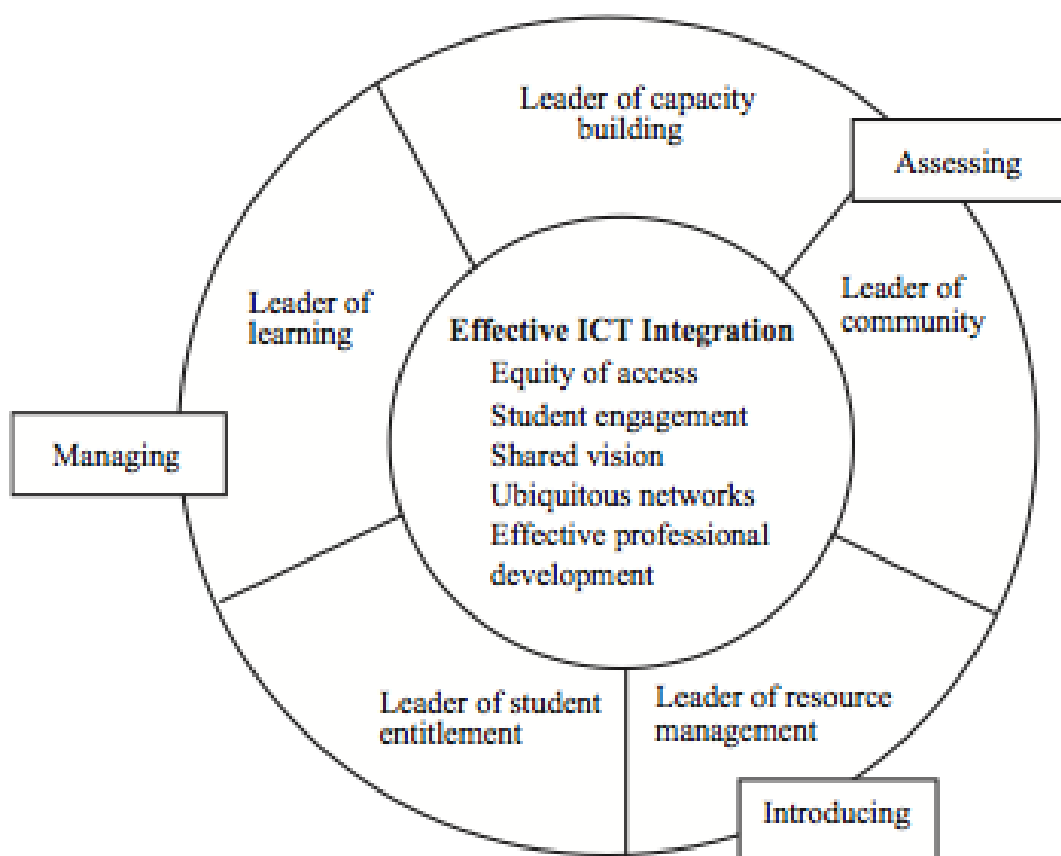 Leader of capacity
building
Assessing
Leader of
community
Leader of
learning
Effective ICT Integration
Equity of access
Student engagement
Shared vision
Ubiquitous networks
Effective professional
development
Managing
Leader of student
entitlement
Leader of resource
management
Introducing